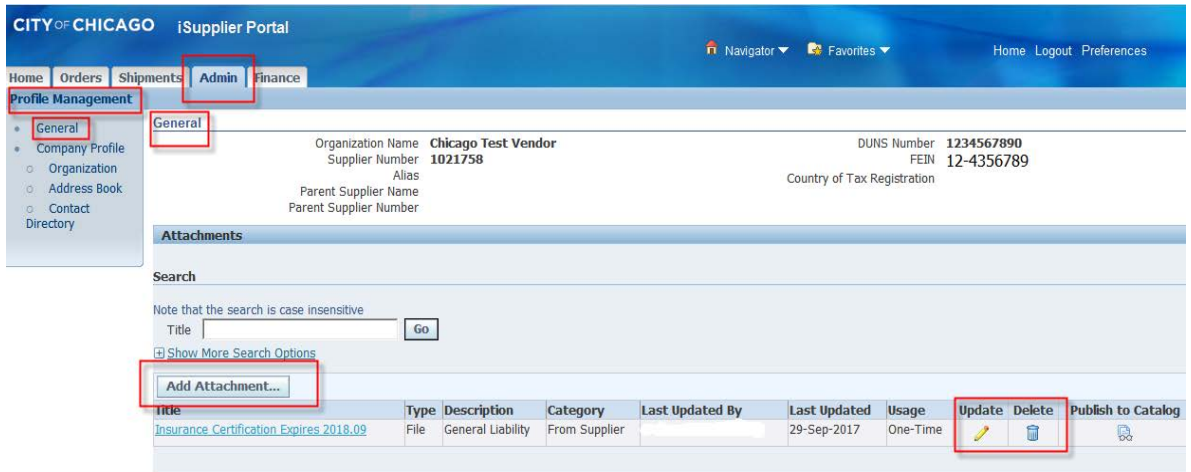 CITY OF CHICAGO iSupplier Portal
Navigator Favorites Home Logout Preferences
Home Orders Shipments Admin Finance
Profile Management
General
Company Profile
Organization
Address Book
Contact
Directory
General
Organization Name Chicago Test Vendor DUNS Number 1234567890
Supplier Number 1021758 FEIN 12-4356789
Alias Country of Tax Registration
Parent Supplier Name
Parent Supplier Number
Attachments
Search
Note that the search is case insensitive
Title Go
Show More Search Options
Add Attachment...
Title Type Description Category Last Updated By Last Updated Usage Update Delete Publish to Catalog
Insurance Certification Expires 2018.09 File General Liability From Supplier 29-Sep-2017 One-Time